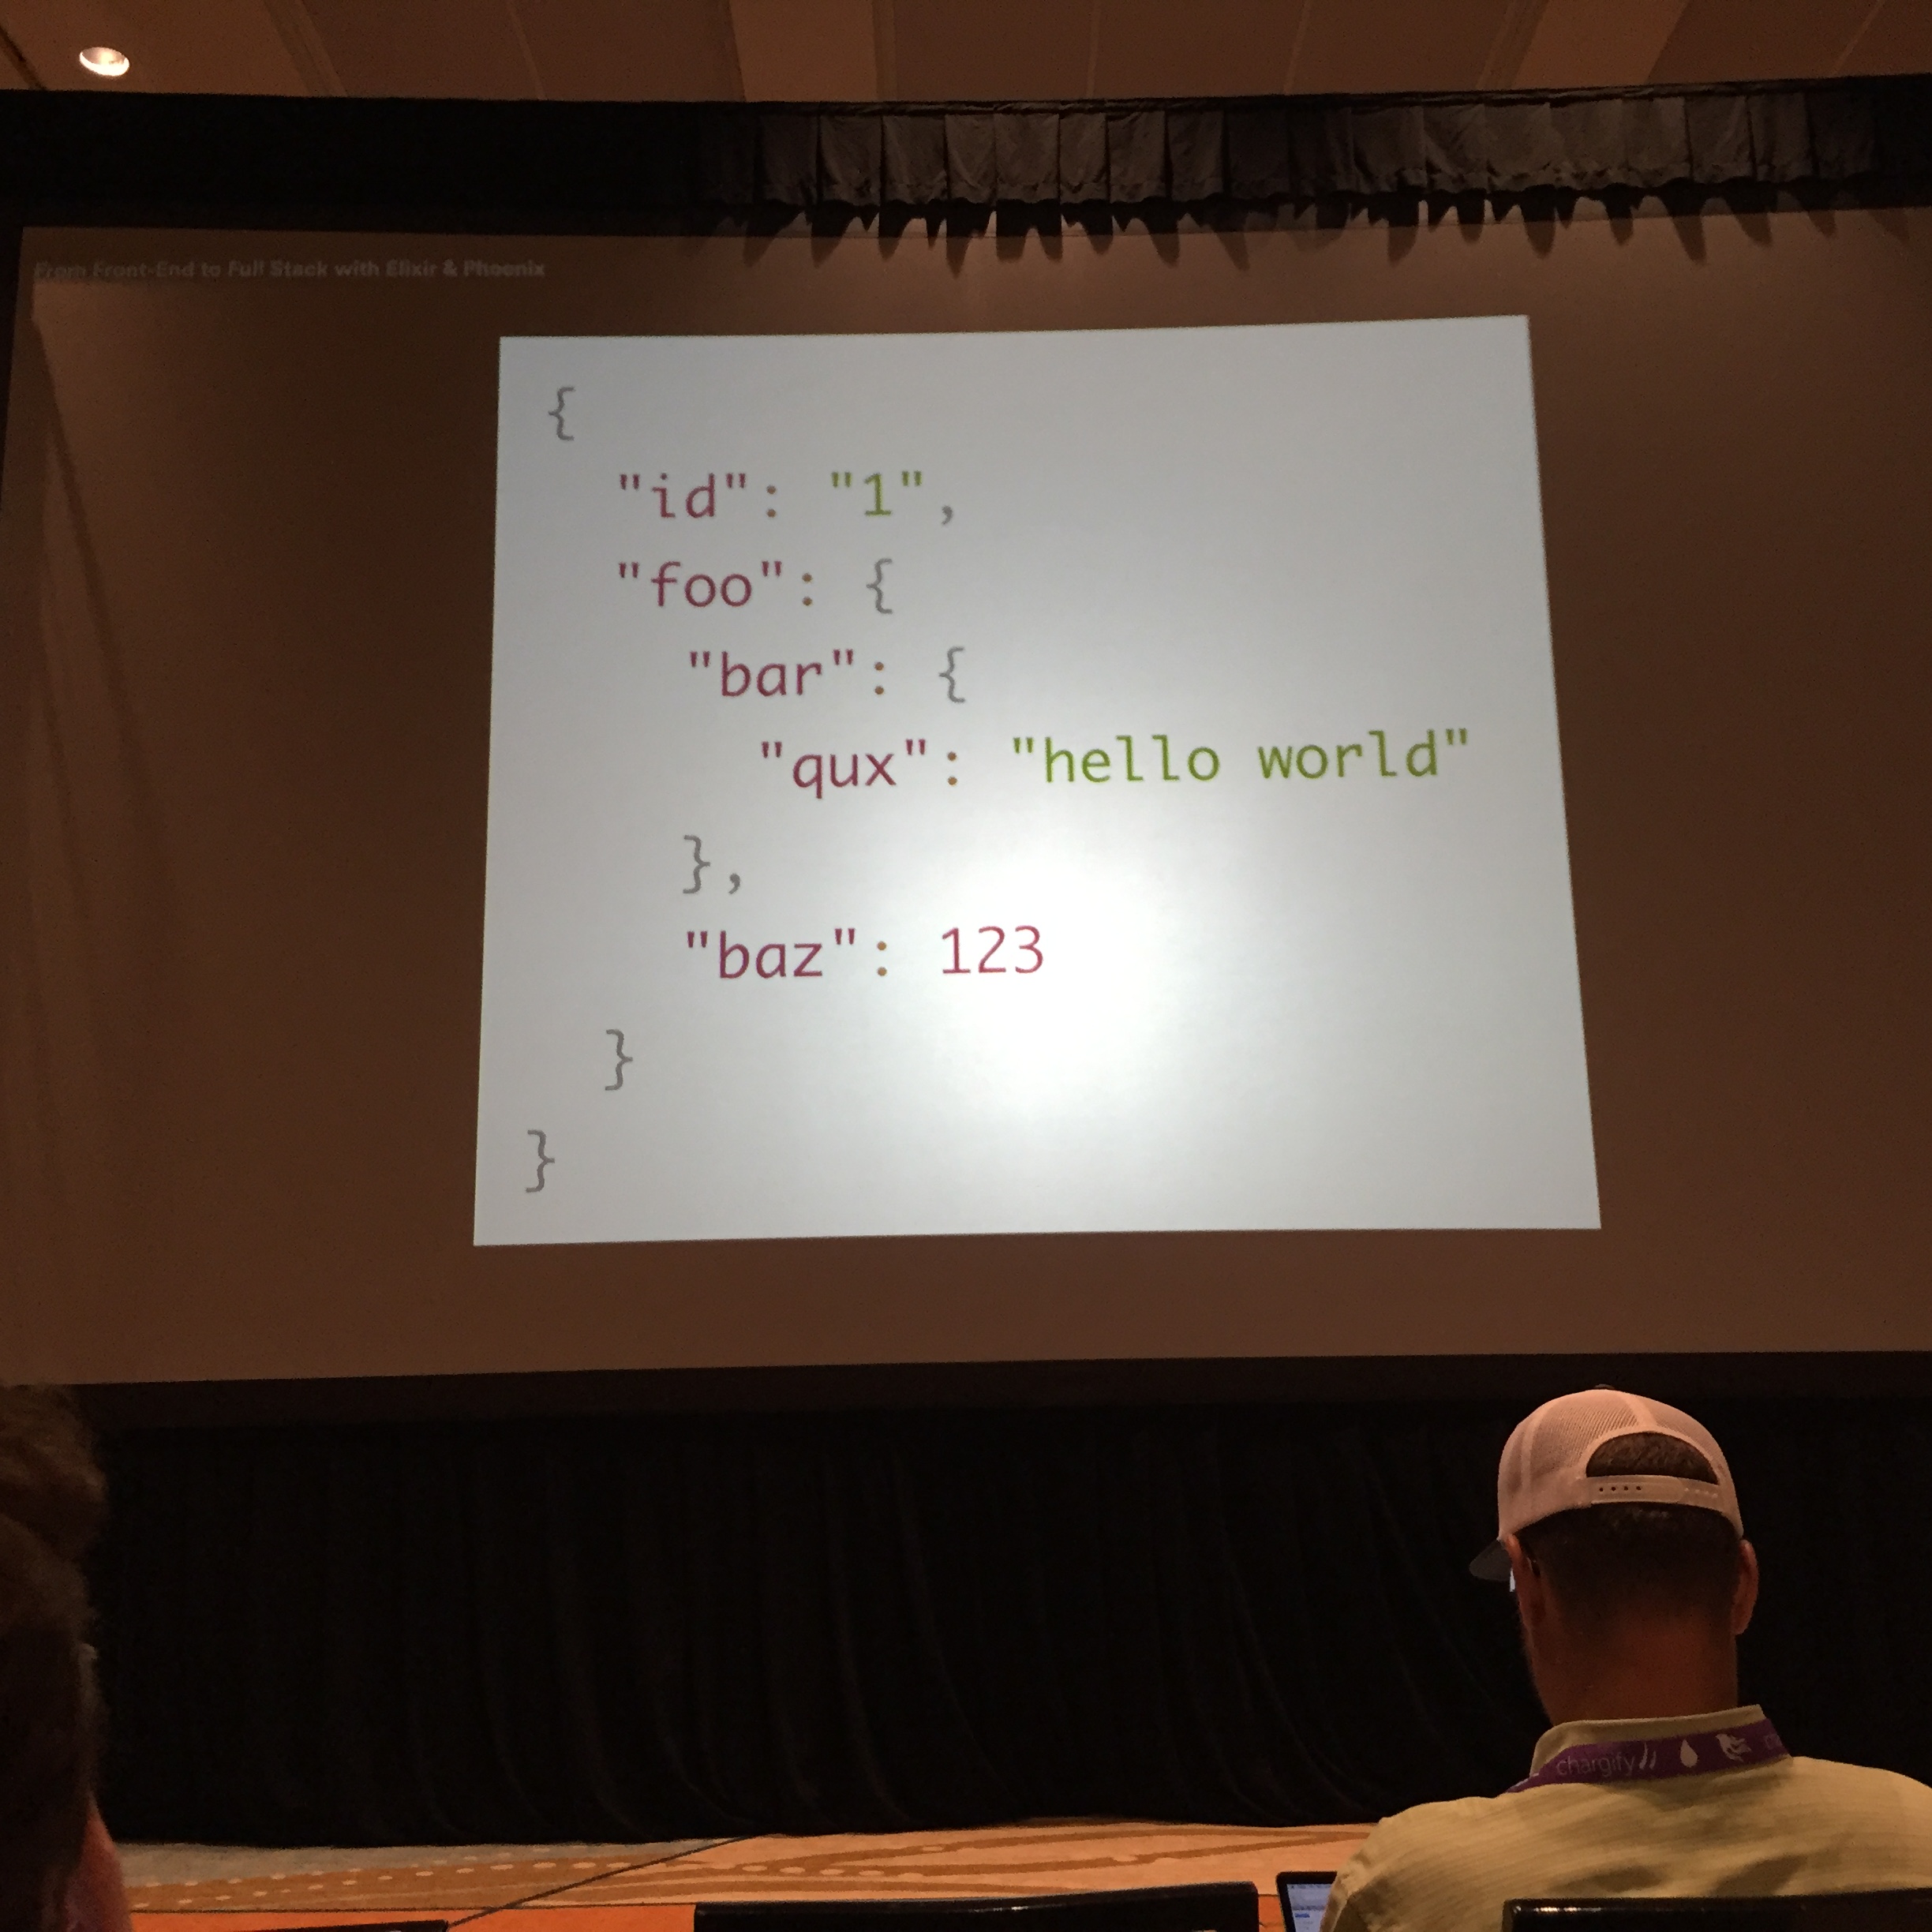 From Front-End to Full Stack with Elixir & Phoenix
{
"id": "1",
"foo": {
"bar": {
"qux": "hello world"
},
"baz": 123
}
}
chargify